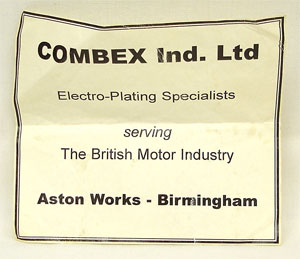 COMBEX Ind. Ltd
Electro-Plating Specialists
serving
The British Motor Industry
Aston Works - Birmingham